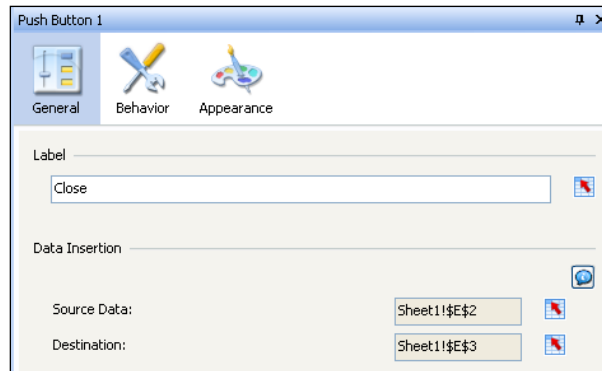 Push Button 1
General Behavior Appearance
Label
Close
Data Insertion
Source Data: Sheet1!$E$2
Destination: Sheet1!$E$3